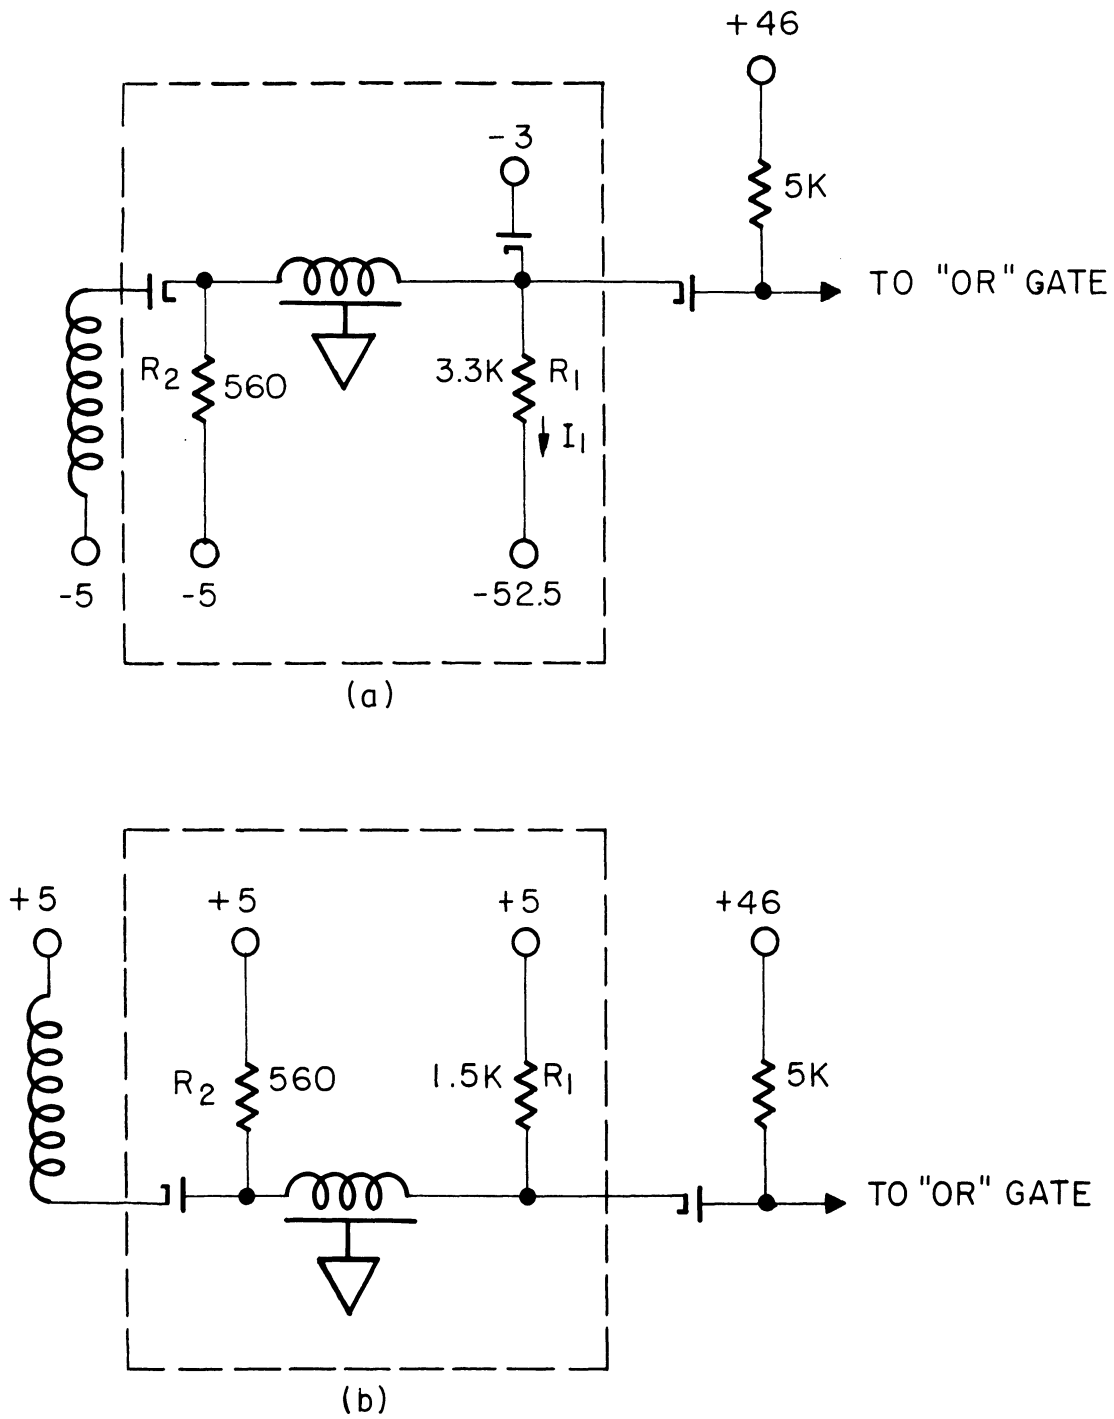 +46
-3
5K
TO "OR" GATE
R2
560
3.3K
R1
I1
-5
-5
-52.5
(a)
+5
+5
+5
+46
R2
560
1.5K
R1
5K
TO "OR" GATE
(b)